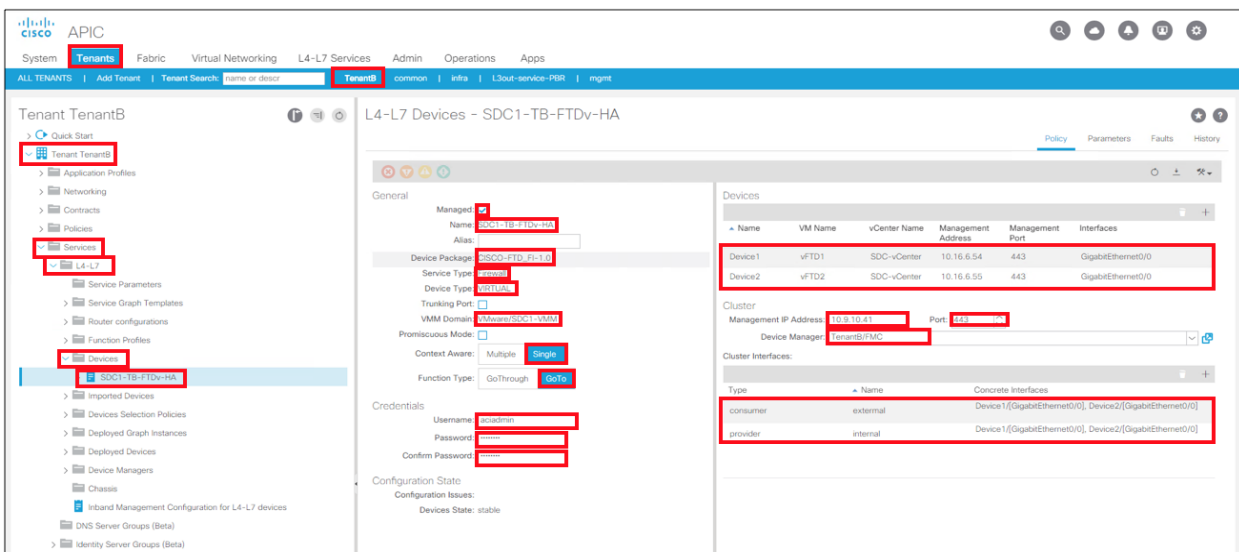 CISCO APIC
System Tenants Fabric Virtual Networking L4-L7 Services Admin Operations Apps
ALL TENANTS | Add Tenant | Tenant Search: name or descr | TenantB | common | infra | L3out-service-PBR | mgmt
Tenant TenantB
Quick Start
Tenant TenantB
Application Profiles
Networking
Contracts
Policies
Services
L4-L7
Service Parameters
Service Graph Templates
Router configurations
Function Profiles
Devices
SDC1-TB-FTDv-HA
Imported Devices
Devices Selection Policies
Deployed Graph Instances
Deployed Devices
Device Managers
Chassis
Inband Management Configuration for L4-L7 devices
DNS Server Groups (Beta)
Identity Server Groups (Beta)
L4-L7 Devices - SDC1-TB-FTDv-HA
Policy Parameters Faults History
General
Managed:
Name: SDC1-TB-FTDv-HA
Alias:
Device Package: CISCO-FTD_FI-1.0
Service Type: Firewall
Device Type: VIRTUAL
Trunking Port:
VMM Domain: VMware/SDC1-VMM
Promiscuous Mode:
Context Aware: Multiple Single
Function Type: GoThrough GoTo
Credentials
Username: aciadmin
Password: ········
Confirm Password: ········
Configuration State
Configuration Issues:
Devices State: stable
Devices
Name VM Name vCenter Name Management Address Management Port Interfaces
Device1 vFTD1 SDC-vCenter 10.16.6.54 443 GigabitEthernet0/0
Device2 vFTD2 SDC-vCenter 10.16.6.55 443 GigabitEthernet0/0
Cluster
Management IP Address: 10.9.10.41 Port: 443
Device Manager: TenantB/FMC
Cluster Interfaces:
Type Name Concrete Interfaces
consumer extermal Device1/[GigabitEthernet0/0], Device2/[GigabitEthernet0/0]
provider internal Device1/[GigabitEthernet0/0], Device2/[GigabitEthernet0/0]